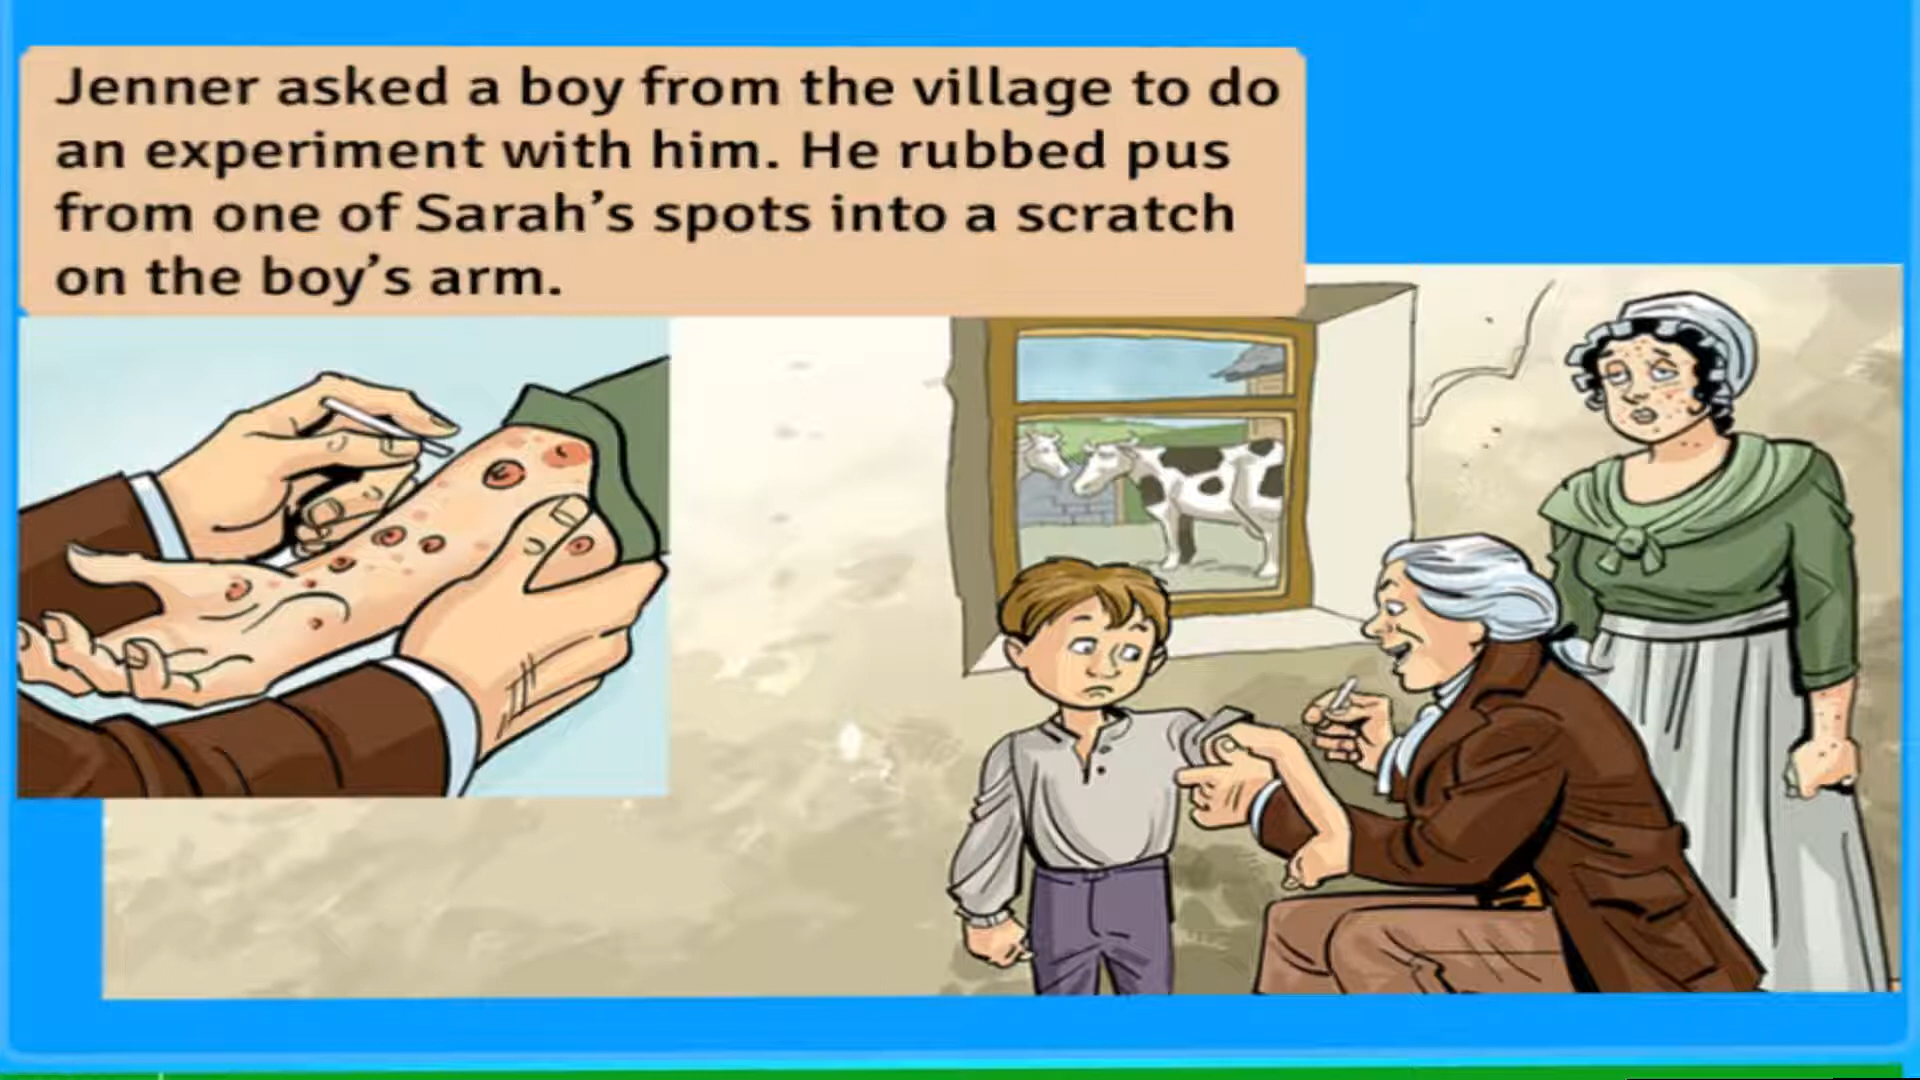 Jenner asked a boy from the village to do
an experiment with him. He rubbed pus
from one of Sarah’s spots into a scratch
on the boy’s arm.